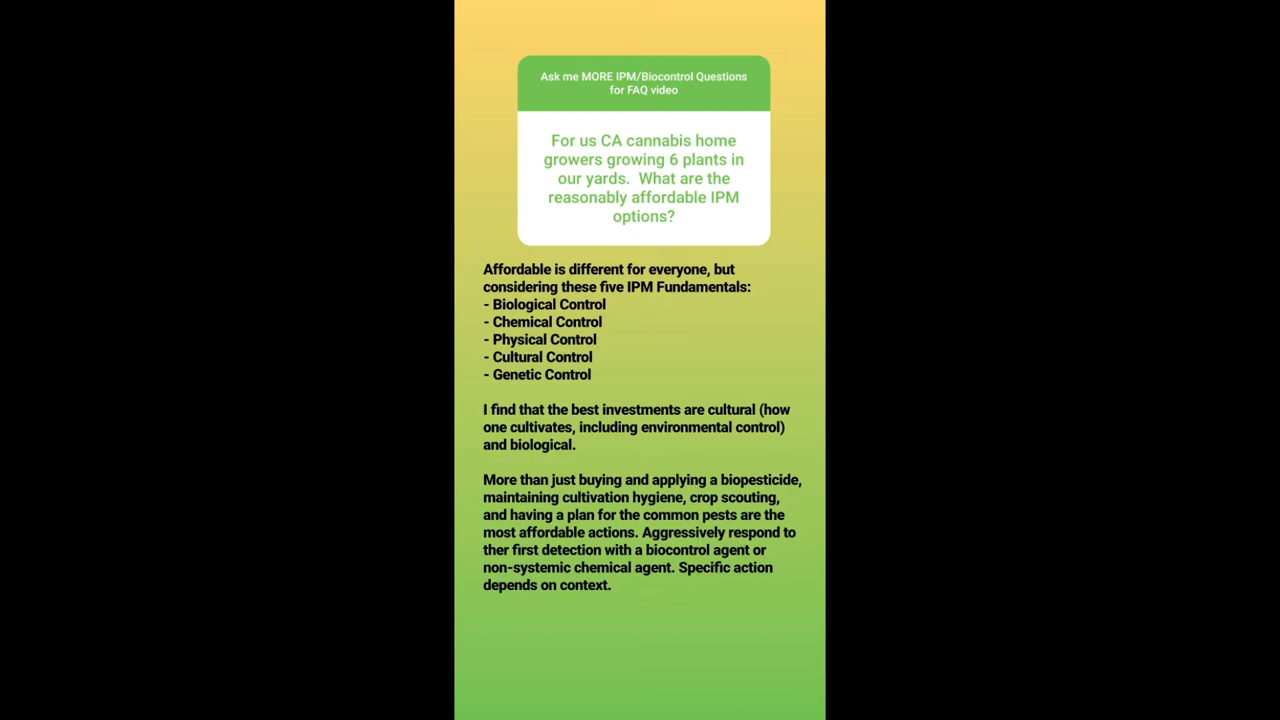 Ask me MORE IPM/Biocontrol Questions
for FAQ video
For us CA cannabis home
growers growing 6 plants in
our yards.  What are the
reasonably affordable IPM
options?
Affordable is different for everyone, but
considering these five IPM Fundamentals:
- Biological Control
- Chemical Control
- Physical Control
- Cultural Control
- Genetic Control
I find that the best investments are cultural (how
one cultivates, including environmental control)
and biological.
More than just buying and applying a biopesticide,
maintaining cultivation hygiene, crop scouting,
and having a plan for the common pests are the
most affordable actions. Aggressively respond to
ther first detection with a biocontrol agent or
non-systemic chemical agent. Specific action
depends on context.